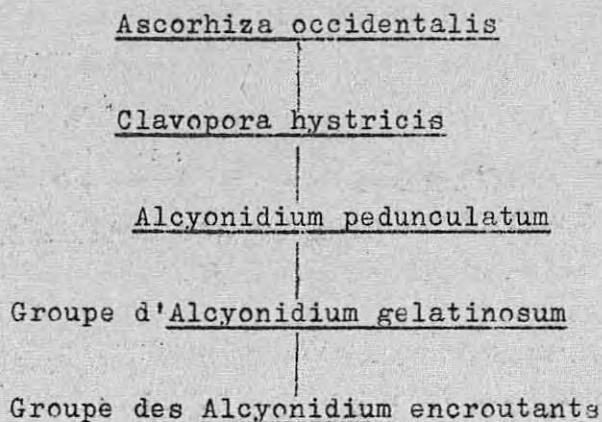 Ascorhiza occidentalis
Clavopora hystricis
Alcyonidium pedunculatum
Groupe d'Alcyonidium gelatinosum
Groupe des Alcyonidium encroutants